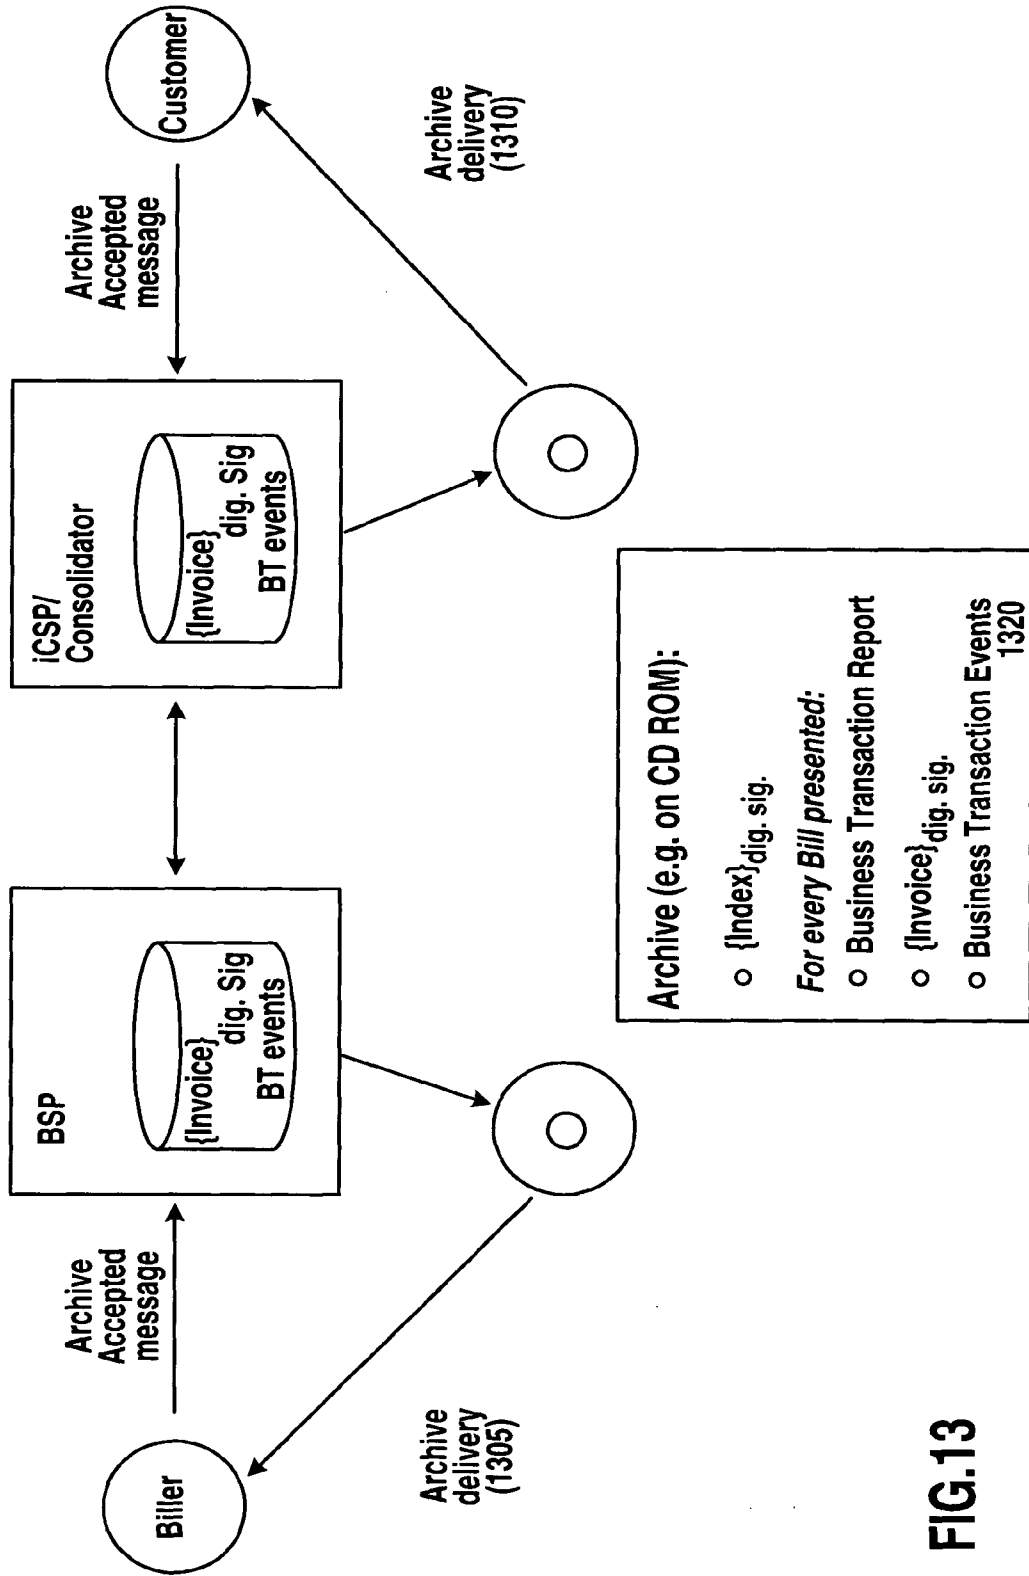 Biller
Archive
Accepted
message
BSP
{Invoice}
dig. Sig
BT events
iCSP/
Consolidator
{Invoice}
dig. Sig
BT events
Archive
Accepted
message
Customer
Archive
delivery
(1305)
Archive
delivery
(1310)
Archive (e.g. on CD ROM):
○ {Index}dig. sig.
For every Bill presented:
○ Business Transaction Report
○ {Invoice}dig. sig.
○ Business Transaction Events
1320
FIG.13